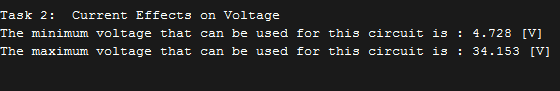 Task 2:  Current Effects on Voltage
The minimum voltage that can be used for this circuit is : 4.728 [V]
The maximum voltage that can be used for this circuit is : 34.153 [V]